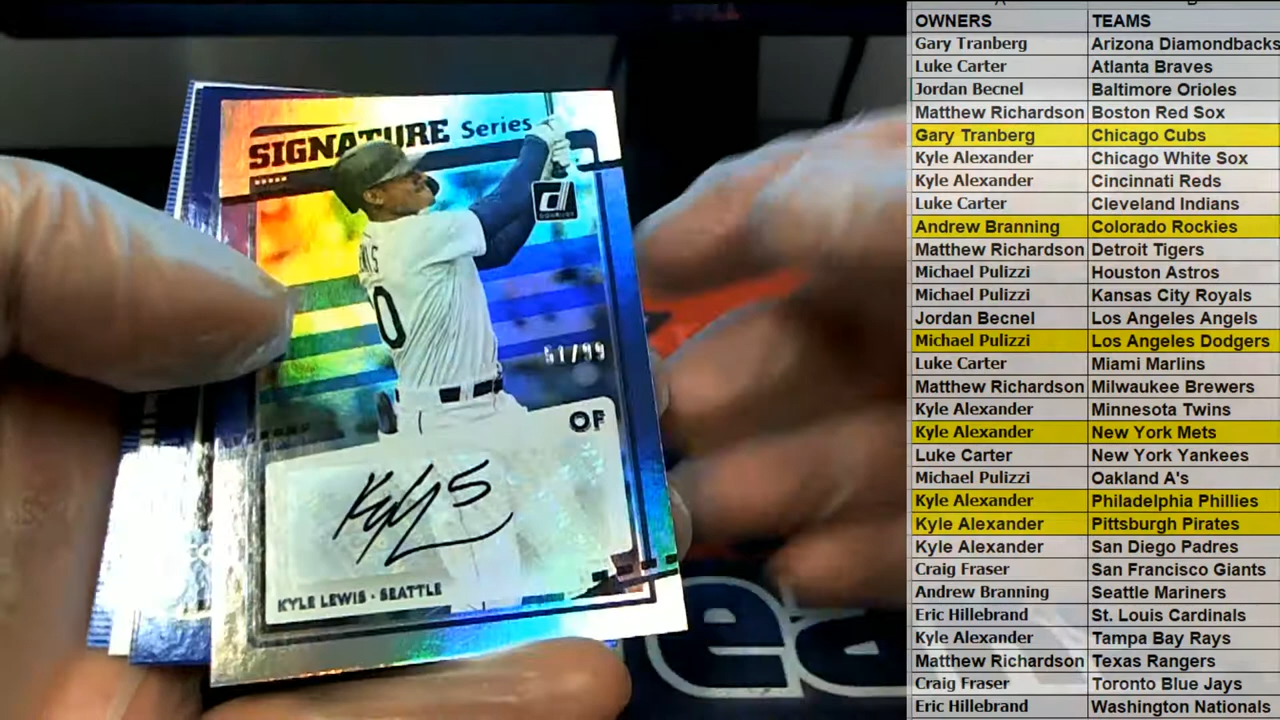 SIGNATURE Series
DONRUSS
0
51/99
OF
KYLE LEWIS · SEATTLE
ea
OWNERS TEAMS
Gary Tranberg Arizona Diamondbacks
Luke Carter Atlanta Braves
Jordan Becnel Baltimore Orioles
Matthew Richardson Boston Red Sox
Gary Tranberg Chicago Cubs
Kyle Alexander Chicago White Sox
Kyle Alexander Cincinnati Reds
Luke Carter Cleveland Indians
Andrew Branning Colorado Rockies
Matthew Richardson Detroit Tigers
Michael Pulizzi Houston Astros
Michael Pulizzi Kansas City Royals
Jordan Becnel Los Angeles Angels
Michael Pulizzi Los Angeles Dodgers
Luke Carter Miami Marlins
Matthew Richardson Milwaukee Brewers
Kyle Alexander Minnesota Twins
Kyle Alexander New York Mets
Luke Carter New York Yankees
Michael Pulizzi Oakland A's
Kyle Alexander Philadelphia Phillies
Kyle Alexander Pittsburgh Pirates
Kyle Alexander San Diego Padres
Craig Fraser San Francisco Giants
Andrew Branning Seattle Mariners
Eric Hillebrand St. Louis Cardinals
Kyle Alexander Tampa Bay Rays
Matthew Richardson Texas Rangers
Craig Fraser Toronto Blue Jays
Eric Hillebrand Washington Nationals